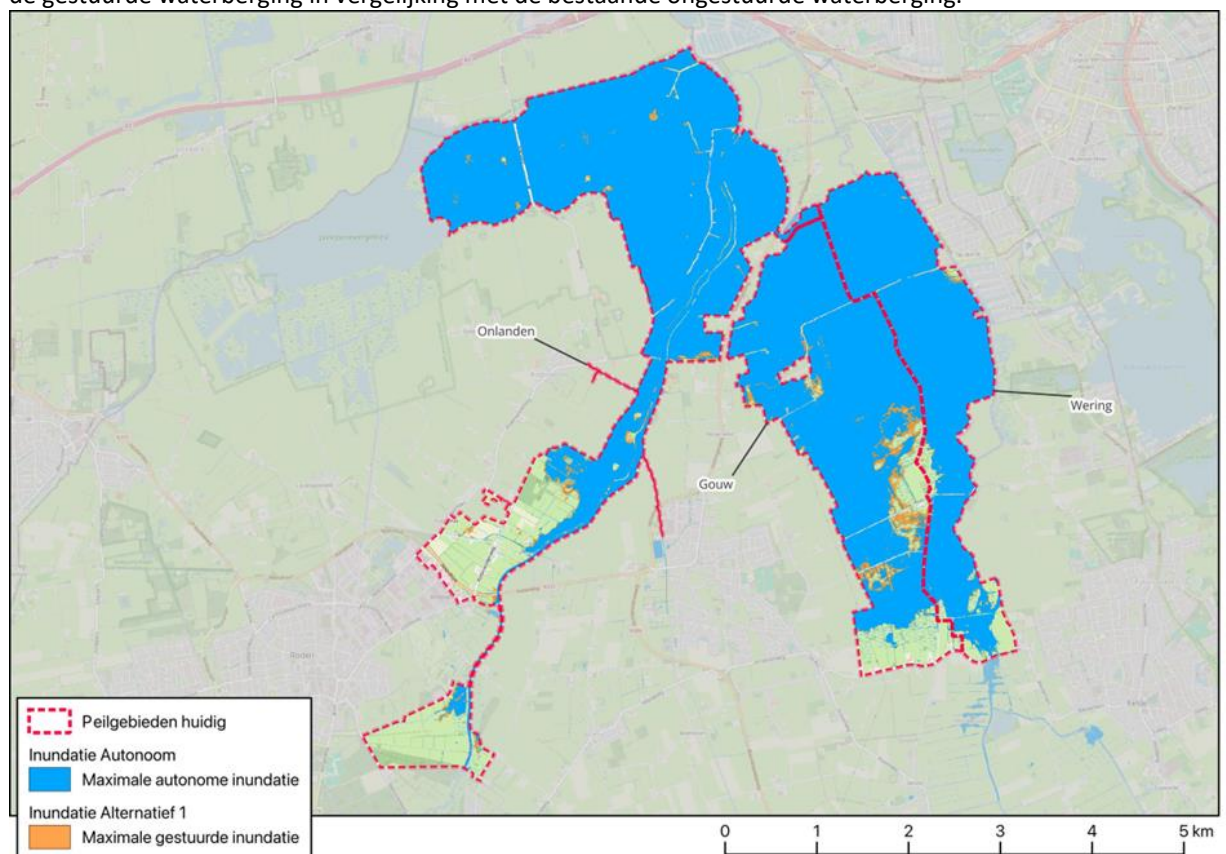 de gestuurde waterberging in vergelijking met de bestaande ongestuurde waterberging.
Onlanden
Wering
Gouw
Roden
Peilgebieden huidig
Inundatie Autonoom
Maximale autonome inundatie
Inundatie Alternatief 1
Maximale gestuurde inundatie
0 1 2 3 4 5 km